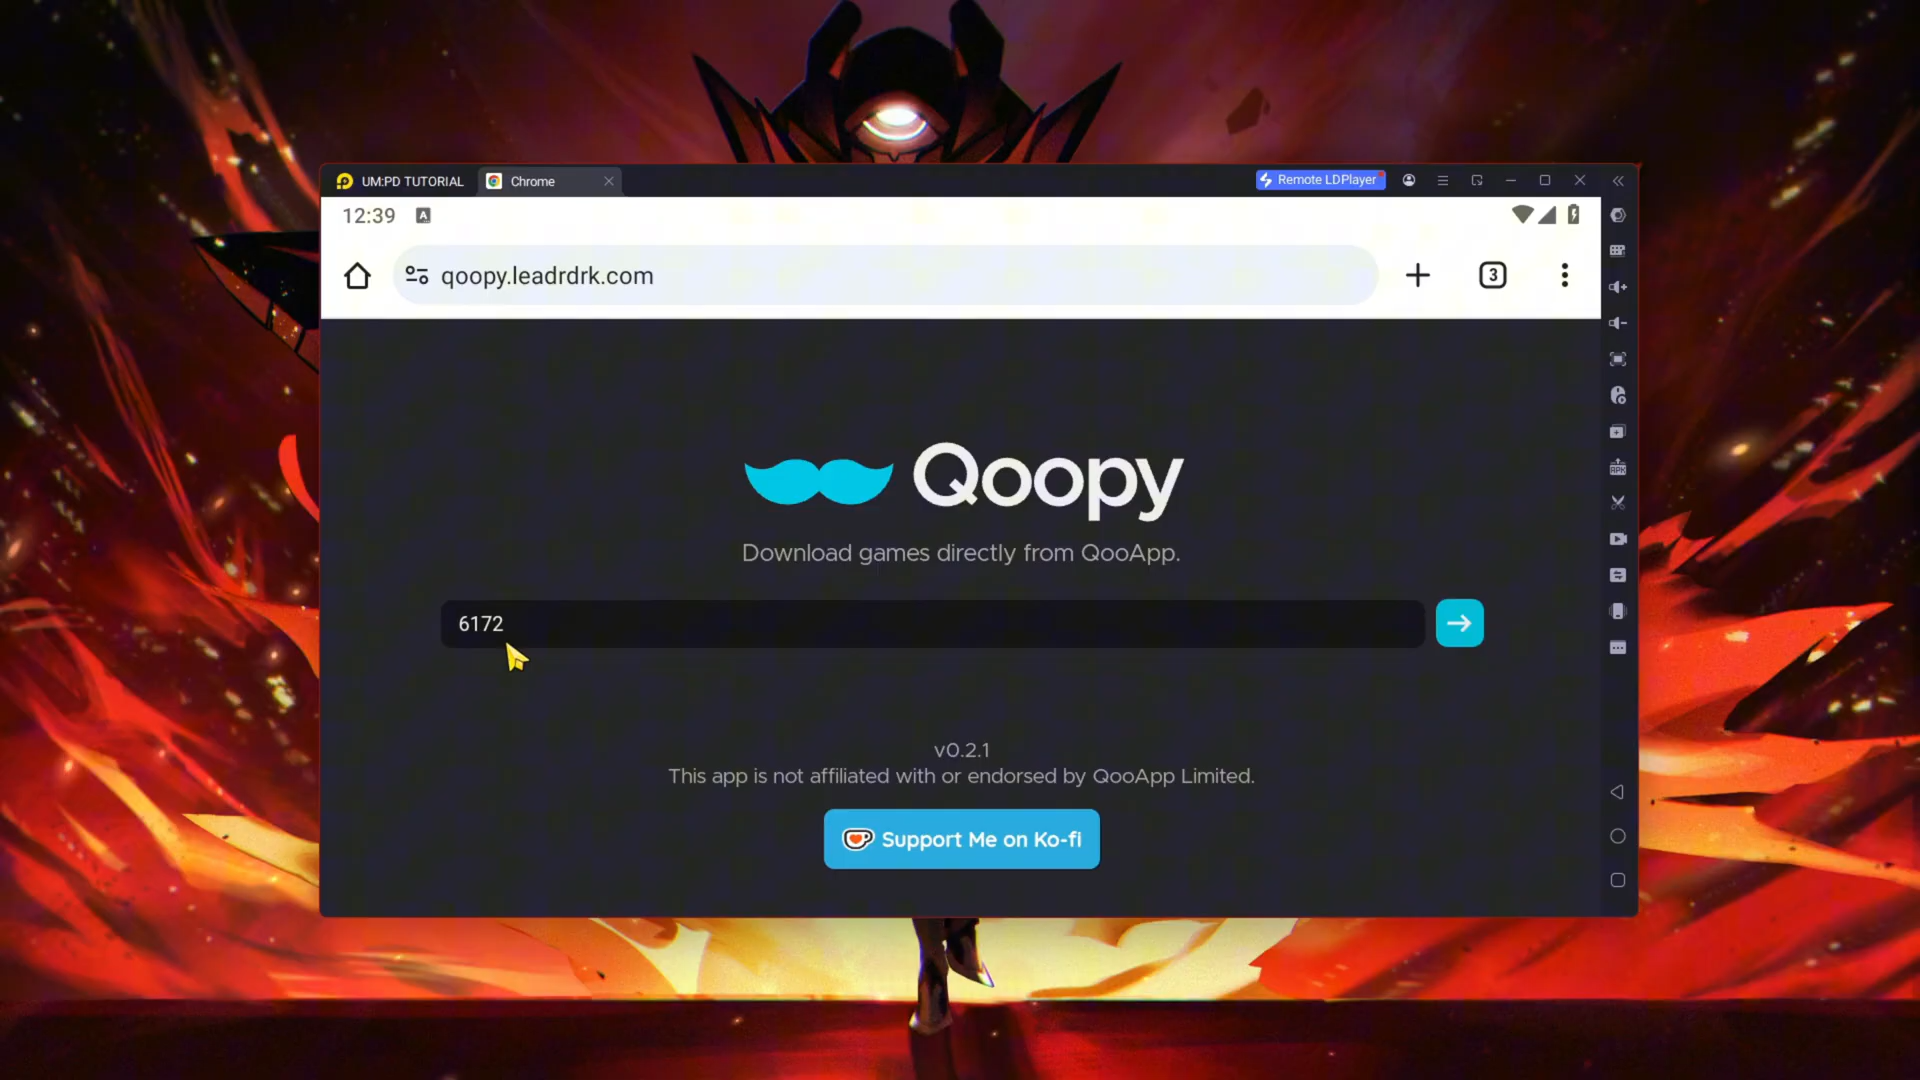 UM:PD TUTORIAL
Chrome
Remote LDPlayer
12:39
A
qoopy.leadrdrk.com
3
Qoopy
Download games directly from QooApp.
6172
v0.2.1
This app is not affiliated with or endorsed by QooApp Limited.
Support Me on Ko-fi
APK